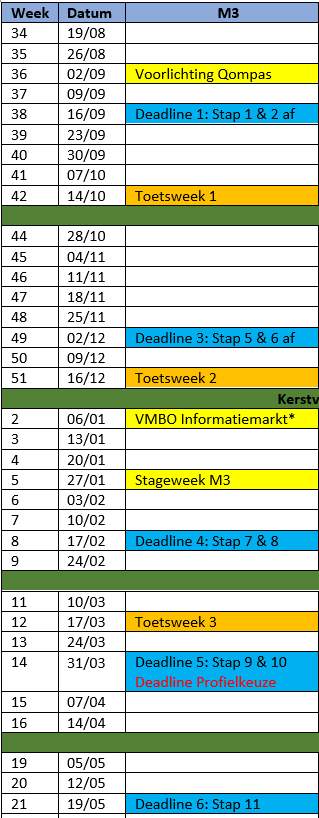 Week Datum M3
34 19/08
35 26/08
36 02/09 Voorlichting Qompas
37 09/09
38 16/09 Deadline 1: Stap 1 & 2 af
39 23/09
40 30/09
41 07/10
42 14/10 Toetsweek 1
44 28/10
45 04/11
46 11/11
47 18/11
48 25/11
49 02/12 Deadline 3: Stap 5 & 6 af
50 09/12
51 16/12 Toetsweek 2
Kerstv
2 06/01 VMBO Informatiemarkt*
3 13/01
4 20/01
5 27/01 Stageweek M3
6 03/02
7 10/02
8 17/02 Deadline 4: Stap 7 & 8
9 24/02
11 10/03
12 17/03 Toetsweek 3
13 24/03
14 31/03 Deadline 5: Stap 9 & 10
Deadline Profielkeuze
15 07/04
16 14/04
19 05/05
20 12/05
21 19/05 Deadline 6: Stap 11